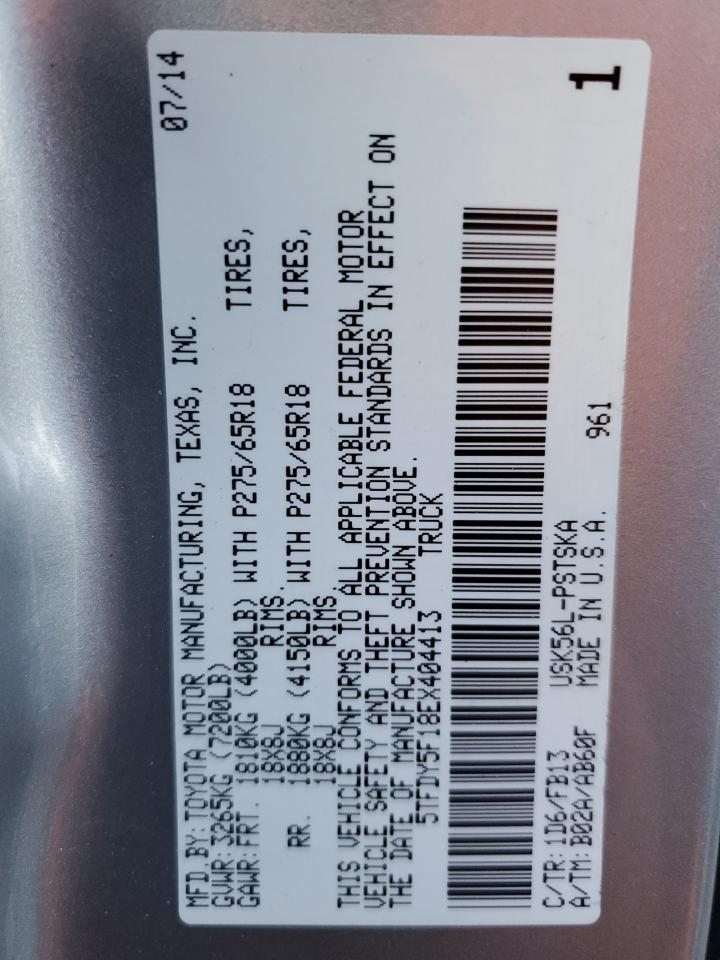 MFD.BY:TOYOTA MOTOR MANUFACTURING, TEXAS, INC. 07/14
GVWR:3265KG (7200LB)
GAWR:FRT. 1810KG (4000LB) WITH P275/65R18 TIRES,
18X8J RIMS.
RR. 1880KG (4150LB) WITH P275/65R18 TIRES,
18X8J RIMS.
THIS VEHICLE CONFORMS TO ALL APPLICABLE FEDERAL MOTOR
VEHICLE SAFETY AND THEFT PREVENTION STANDARDS IN EFFECT ON
THE DATE OF MANUFACTURE SHOWN ABOVE.
5TFDY5F18EX404413 TRUCK
C/TR: 1D6/FB13 USK56L-PSTSKA
A/TM: B02A/AB60F MADE IN U.S.A. 961
1